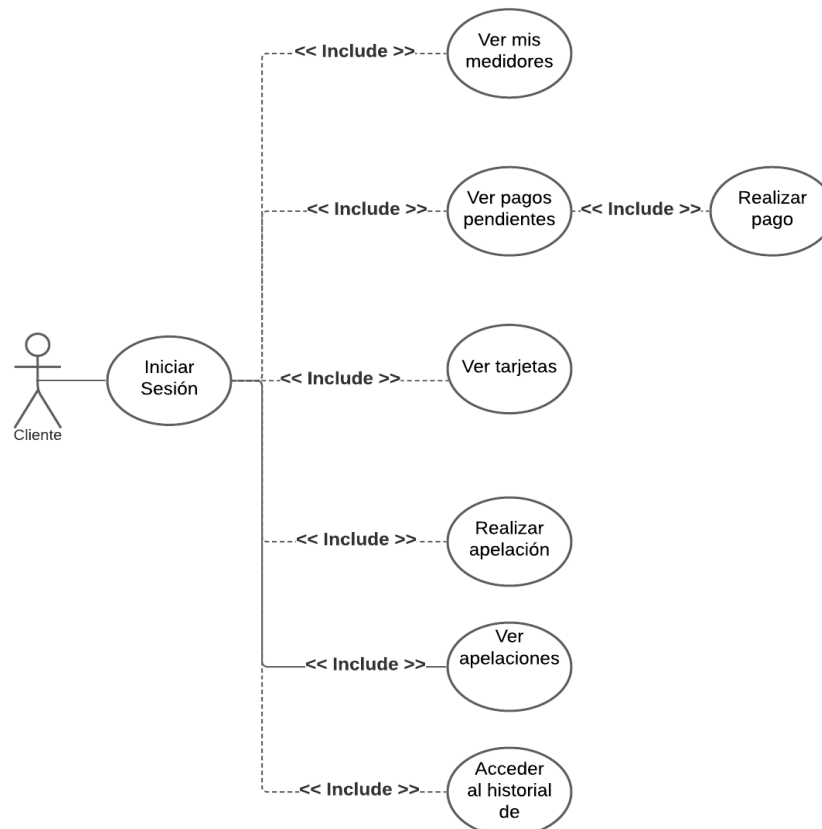 Ver mis
medidores
<< Include >>
Ver pagos
pendientes
<< Include >>
<< Include >>
Realizar
pago
Iniciar
Sesión
Cliente
<< Include >>
Ver tarjetas
<< Include >>
Realizar
apelación
<< Include >>
Ver
apelaciones
<< Include >>
Acceder
al historial
de